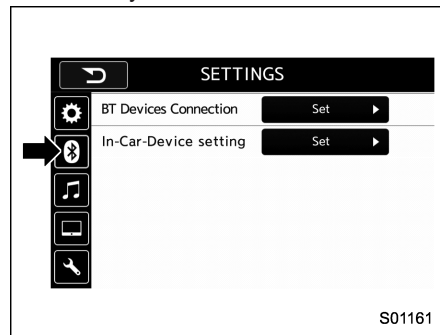 SETTINGS
BT Devices Connection Set
In-Car-Device setting Set
S01161